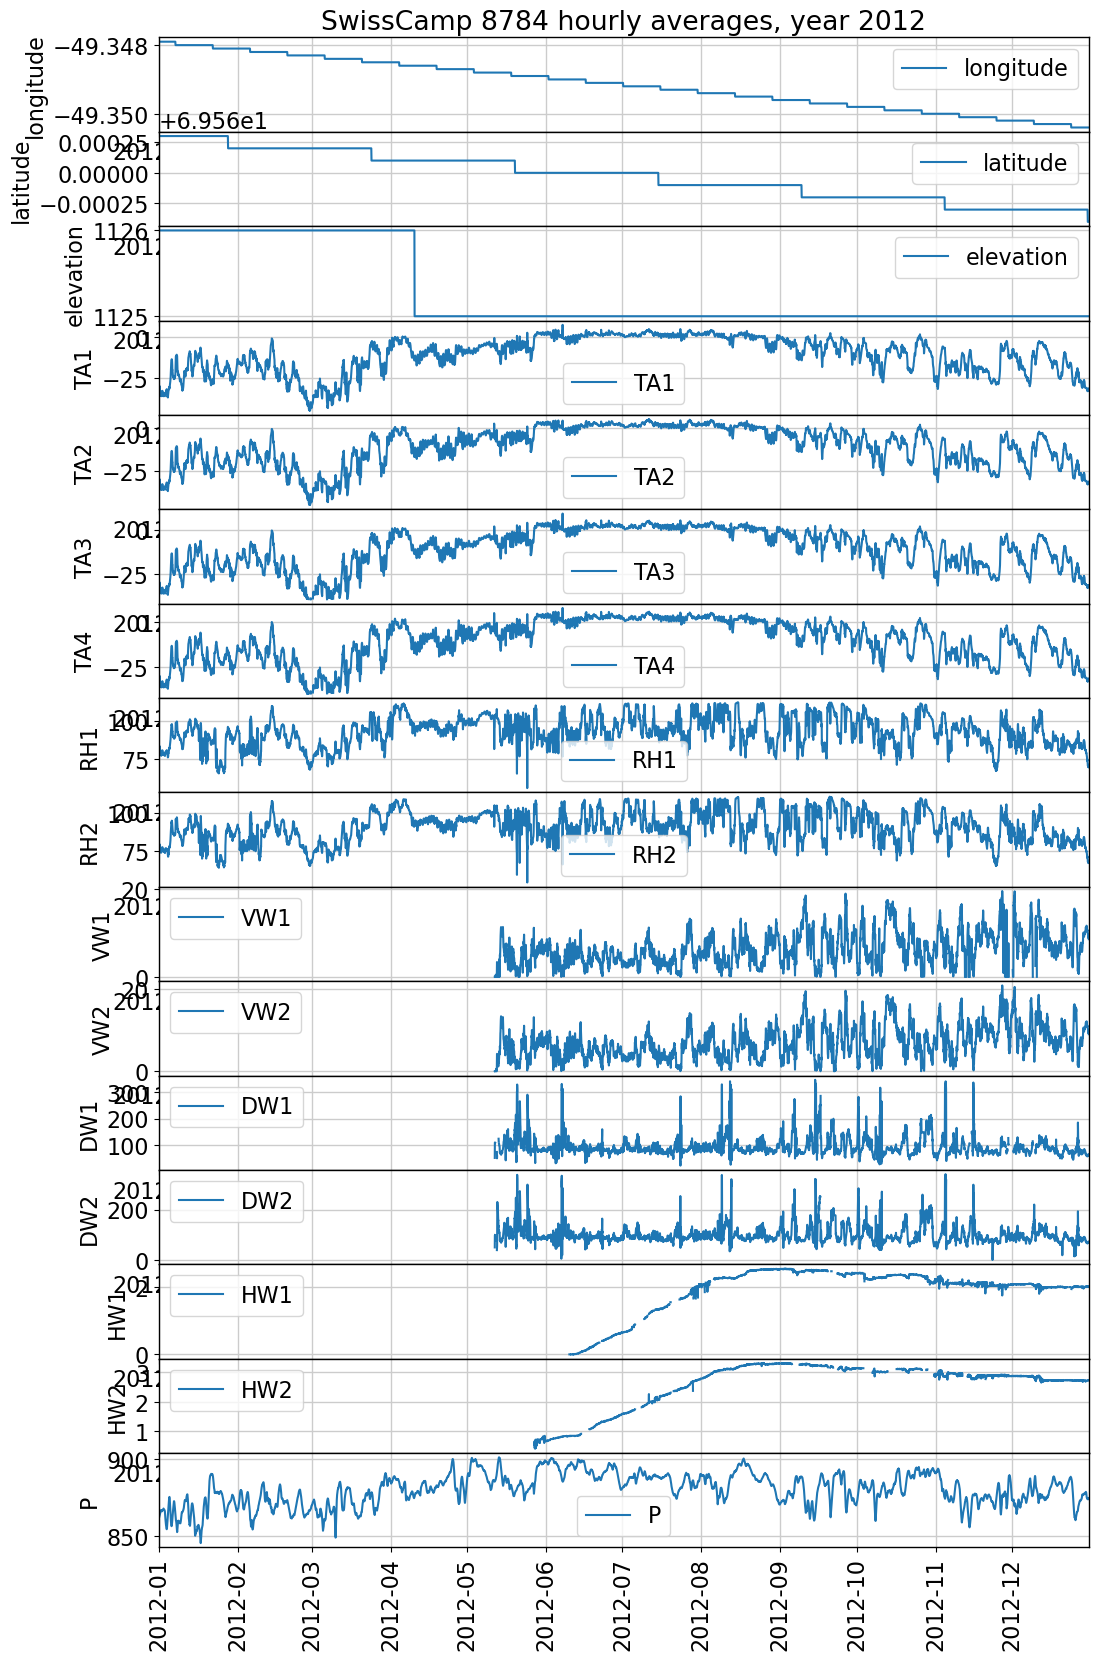 SwissCamp 8784 hourly averages, year 2012
longitude
−49.348
−49.350
longitude
+6.956e1
latitude
0.00025
0.00000
−0.00025
latitude
elevation
1126
1125
elevation
TA1
0
−25
TA1
TA2
0
−25
TA2
TA3
−25
TA3
TA4
0
−25
TA4
RH1
100
75
RH1
RH2
100
75
RH2
VW1
20
0
VW1
VW2
20
0
VW2
DW1
300
200
100
DW1
DW2
200
0
DW2
HW1
2
0
HW1
HW2
3
2
1
HW2
P
900
850
P
2012-01
2012-02
2012-03
2012-04
2012-05
2012-06
2012-07
2012-08
2012-09
2012-10
2012-11
2012-12